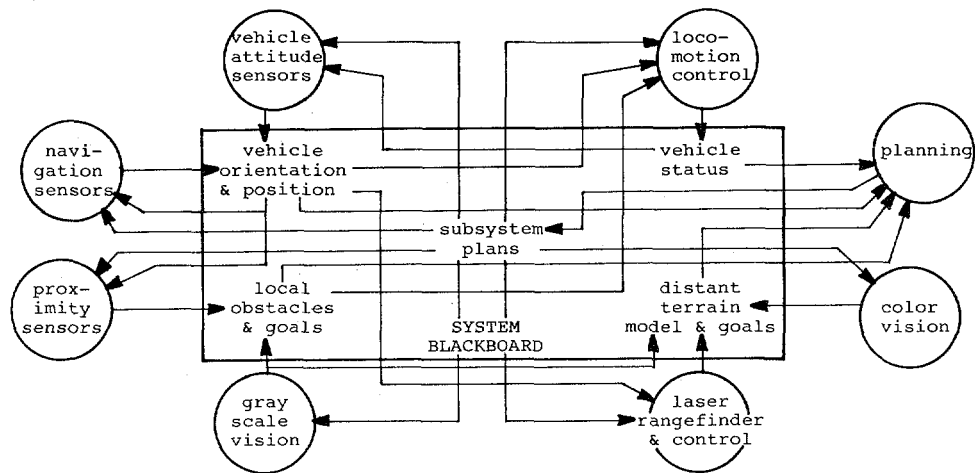 vehicle
attitude
sensors
loco-
motion
control
navi-
gation
sensors
vehicle
orientation
& position
vehicle
status
planning
subsystem
plans
prox-
imity
sensors
local
obstacles
& goals
SYSTEM
BLACKBOARD
distant
terrain
model & goals
color
vision
gray
scale
vision
laser
rangefinder
& control